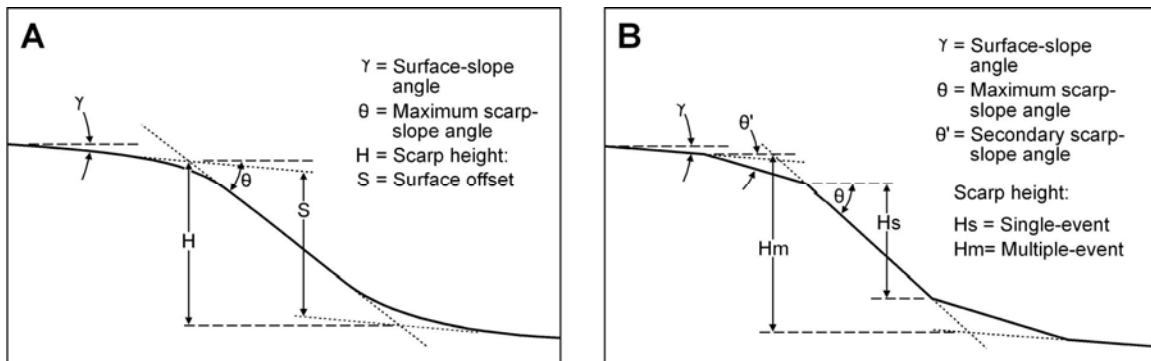 A
γ = Surface-slope
angle
θ = Maximum scarp-
slope angle
H = Scarp height:
S = Surface offset
γ
θ
S
H
B
γ = Surface-slope
angle
θ = Maximum scarp-
slope angle
θ' = Secondary scarp-
slope angle
Scarp height:
Hs = Single-event
Hm= Multiple-event
γ
θ'
θ
Hs
Hm